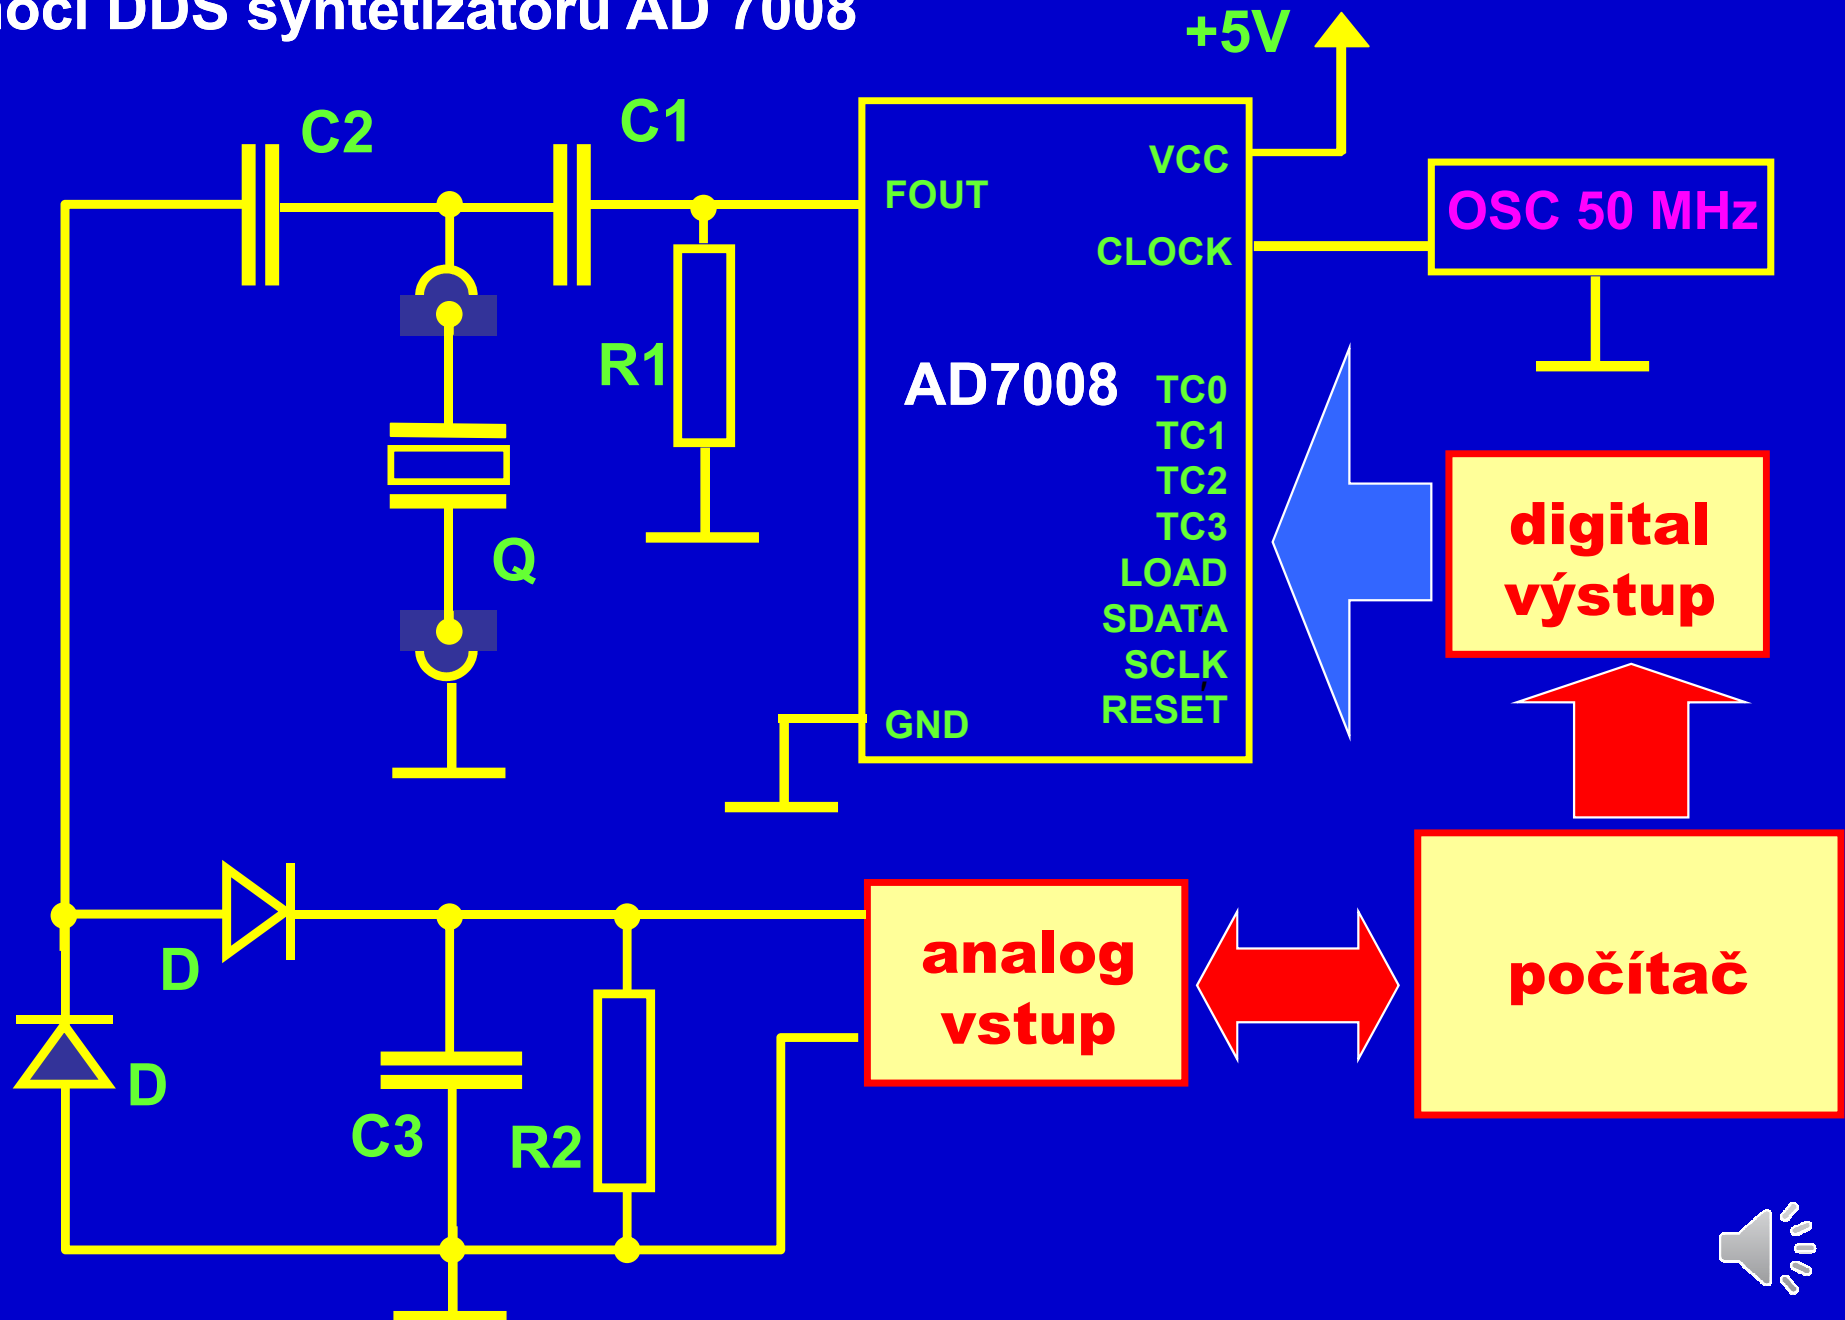 DDS syntetizátoru AD 7008
+5V
C2
C1
VCC
FOUT
OSC 50 MHz
CLOCK
R1
AD7008
TC0
TC1
TC2
TC3
LOAD
SDATA
SCLK
RESET
digital
výstup
Q
GND
D
analog
vstup
počítač
D
C3
R2